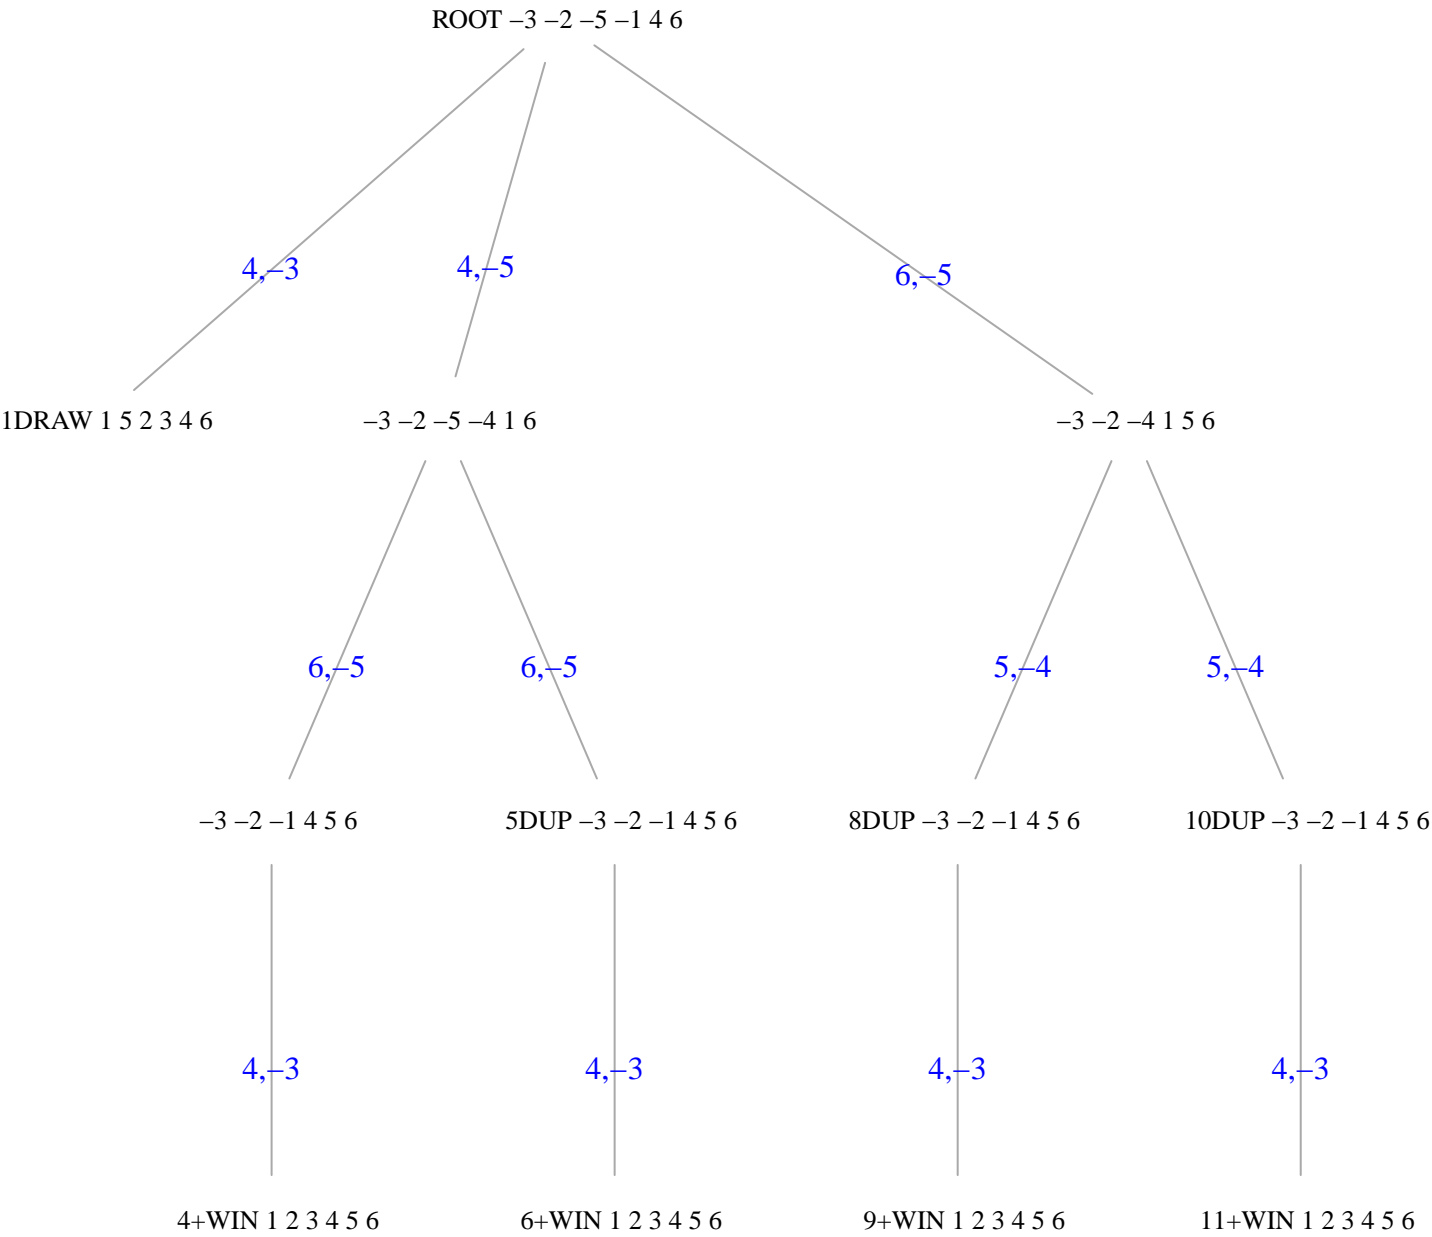 ROOT –3 –2 –5 –1 4 6
4,–3
4,–5
6,–5
1DRAW 1 5 2 3 4 6
–3 –2 –5 –4 1 6
–3 –2 –4 1 5 6
6,–5
6,–5
5,–4
5,–4
–3 –2 –1 4 5 6
5DUP –3 –2 –1 4 5 6
8DUP –3 –2 –1 4 5 6
10DUP –3 –2 –1 4 5 6
4,–3
4,–3
4,–3
4,–3
4+WIN 1 2 3 4 5 6
6+WIN 1 2 3 4 5 6
9+WIN 1 2 3 4 5 6
11+WIN 1 2 3 4 5 6